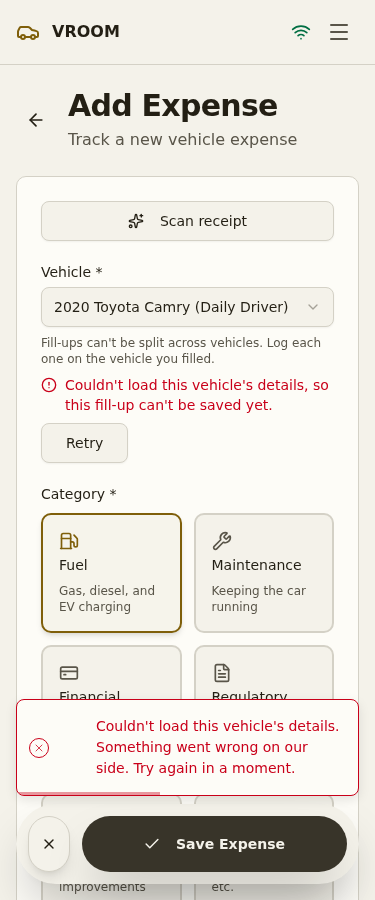 VROOM
Add Expense
Track a new vehicle expense
Scan receipt
Vehicle *
2020 Toyota Camry (Daily Driver)
Fill-ups can't be split across vehicles. Log each
one on the vehicle you filled.
Couldn't load this vehicle's details, so
this fill-up can't be saved yet.
Retry
Category *
Fuel
Gas, diesel, and
EV charging
Maintenance
Keeping the car
running
Financial
Regulatory
Couldn't load this vehicle's details.
Something went wrong on our
side. Try again in a moment.
Save Expense
improvements
etc.